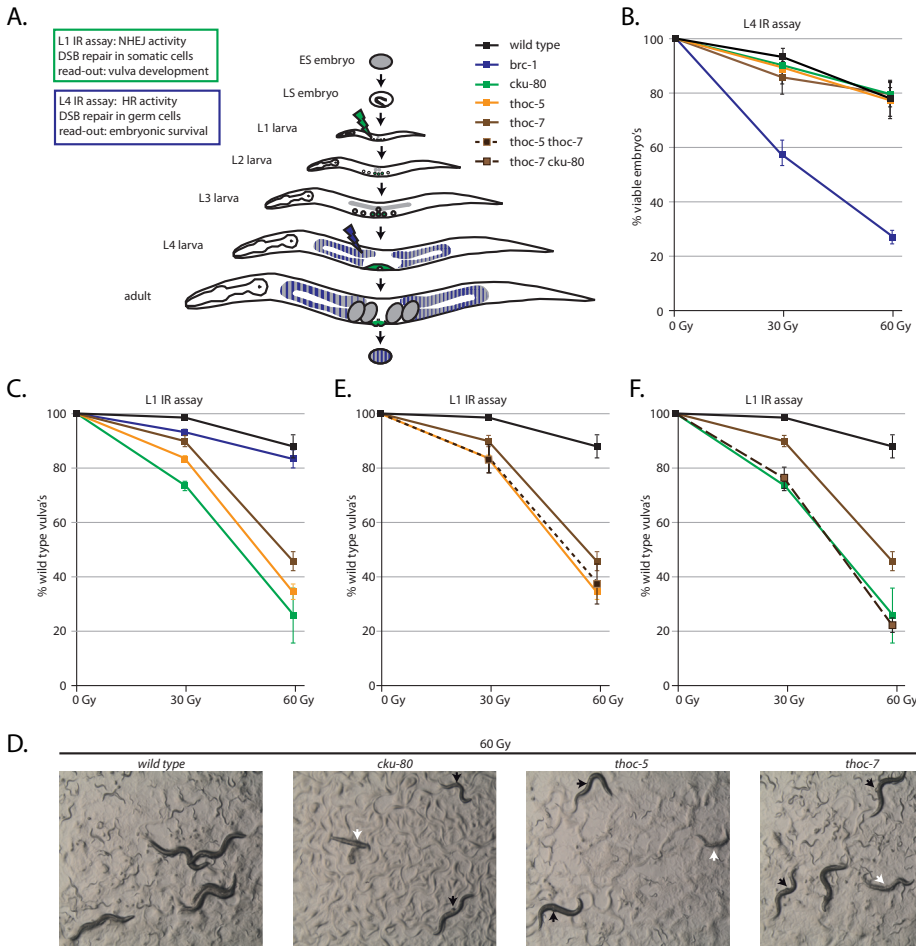 A.
L1 IR assay: NHEJ activity
DSB repair in somatic cells
read-out: vulva development
L4 IR assay: HR activity
DSB repair in germ cells
read-out: embryonic survival
ES embryo
LS embryo
L1 larva
L2 larva
L3 larva
L4 larva
adult
wild type
brc-1
cku-80
thoc-5
thoc-7
thoc-5 thoc-7
thoc-7 cku-80
B.
L4 IR assay
% viable embryo's
100
80
60
40
20
0
0 Gy
30 Gy
60 Gy
C.
L1 IR assay
% wild type vulva's
100
80
60
40
20
0
0 Gy
30 Gy
60 Gy
E.
L1 IR assay
% wild type vulva's
100
80
60
40
20
0
0 Gy
30 Gy
60 Gy
F.
L1 IR assay
% wild type vulva's
100
80
60
40
20
0
0 Gy
30 Gy
60 Gy
D.
60 Gy
wild type
cku-80
thoc-5
thoc-7